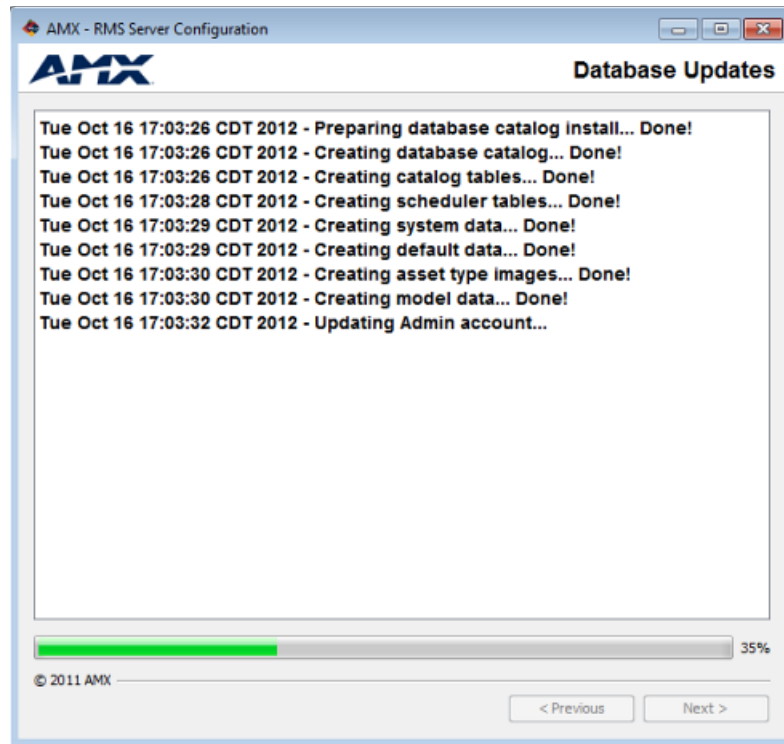 AMX - RMS Server Configuration
AMX
Database Updates
Tue Oct 16 17:03:26 CDT 2012 - Preparing database catalog install... Done!
Tue Oct 16 17:03:26 CDT 2012 - Creating database catalog... Done!
Tue Oct 16 17:03:26 CDT 2012 - Creating catalog tables... Done!
Tue Oct 16 17:03:28 CDT 2012 - Creating scheduler tables... Done!
Tue Oct 16 17:03:29 CDT 2012 - Creating system data... Done!
Tue Oct 16 17:03:29 CDT 2012 - Creating default data... Done!
Tue Oct 16 17:03:30 CDT 2012 - Creating asset type images... Done!
Tue Oct 16 17:03:30 CDT 2012 - Creating model data... Done!
Tue Oct 16 17:03:32 CDT 2012 - Updating Admin account...
35%
© 2011 AMX
< Previous
Next >